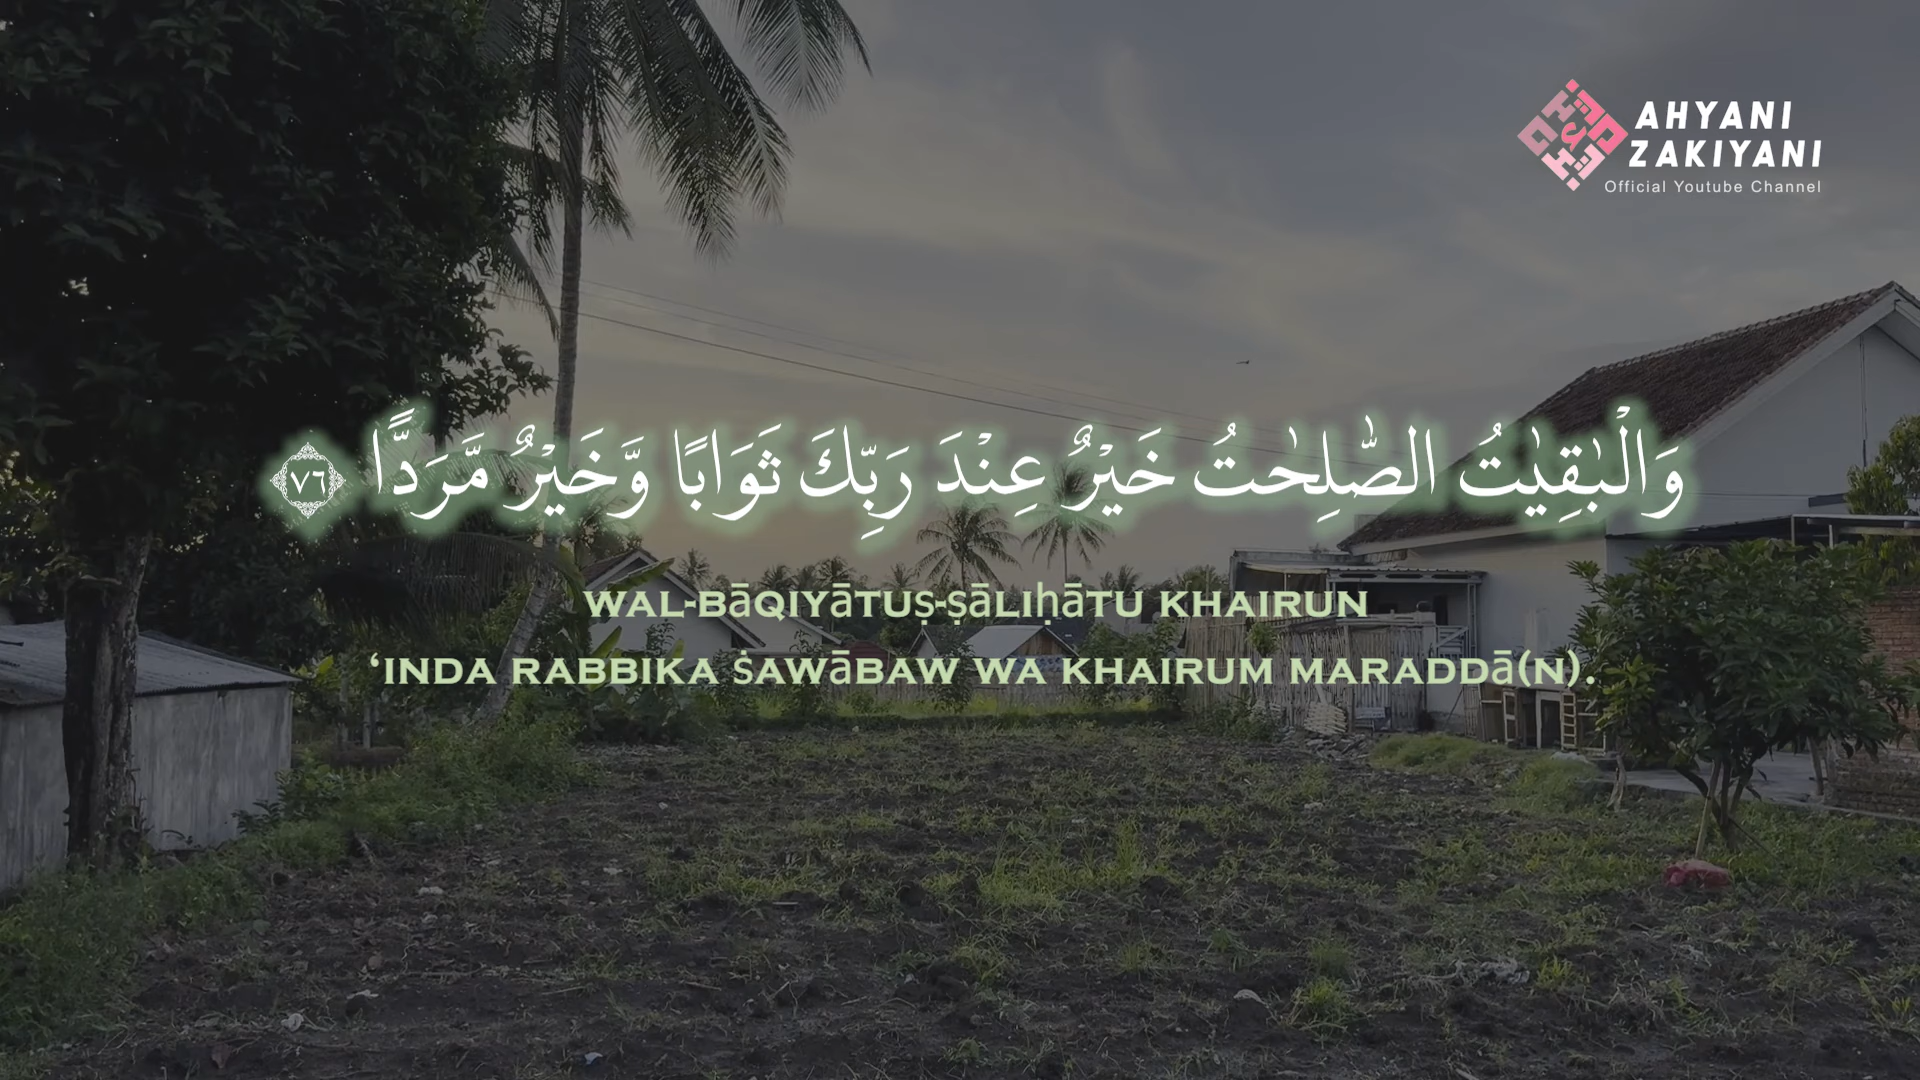 AHYANI
ZAKIYANI
Official Youtube Channel
وَالْبٰقِيٰتُ الصّٰلِحٰتُ خَيْرٌ عِنْدَ رَبِّكَ ثَوَابًا وَّخَيْرٌ مَّرَدًّا ٧٦
WAL-BĀQIYĀTUṢ-ṢĀLIḤĀTU KHAIRUN
‘INDA RABBIKA ṠAWĀBAW WA KHAIRUM MARADDĀ(N).